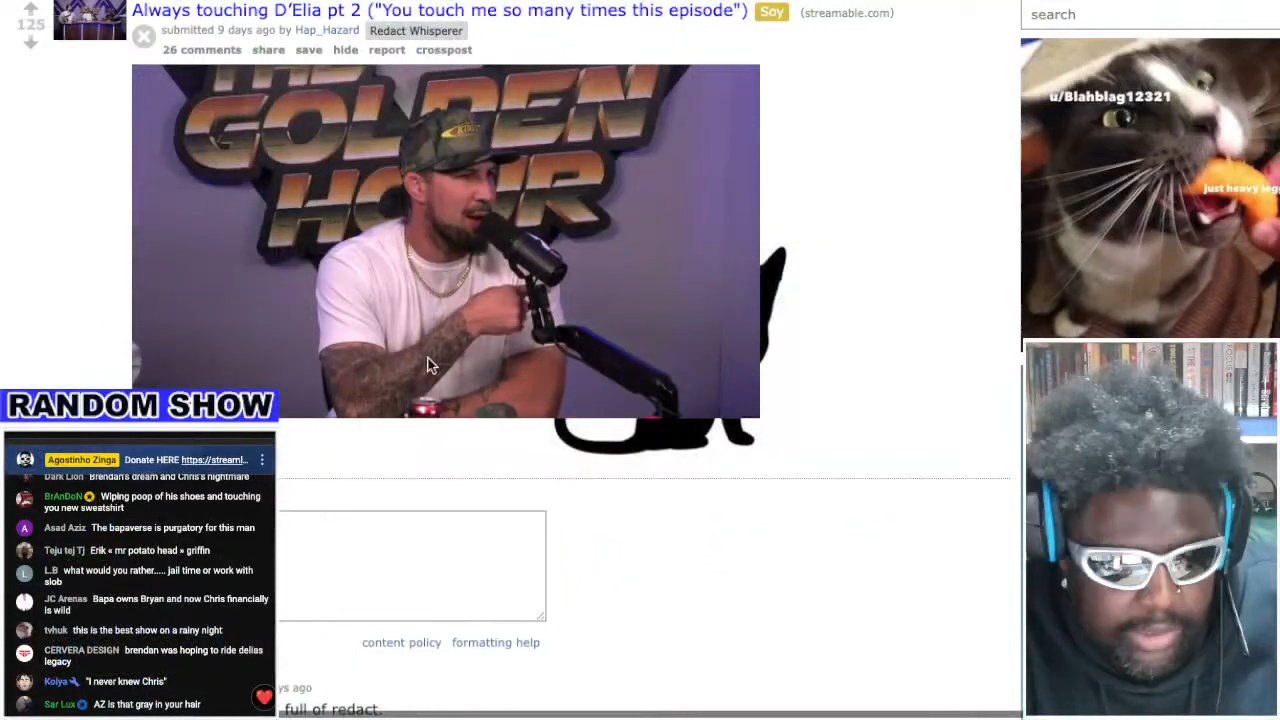 125
Always touching D'Elia pt 2 ("You touch me so many times this episode") Soy (streamable.com)
submitted 9 days ago by Hap_Hazard Redact Whisperer
26 comments share save hide report crosspost
search
u/Blahblag12321
THE
GOLDEN
HOUR
KING
RANDOM SHOW
Agostinho Zinga Donate HERE https://streaml...
Dark Lion Brendan's dream and Chris's nightmare
BrAnDoN Wiping poop of his shoes and touching
you new sweatshirt
Asad Aziz The bapaverse is purgatory for this man
Teju tej Tj Erik « mr potato head » griffin
L.B what would you rather..... jail time or work with
slob
JC Arenas Bapa owns Bryan and now Chris financially
is wild
tvhuk this is the best show on a rainy night
CERVERA DESIGN brendan was hoping to ride delias
legacy
Kolya "I never knew Chris"
Sar Lux AZ is that gray in your hair
content policy formatting help
ys ago
full of redact.
just heavy leg